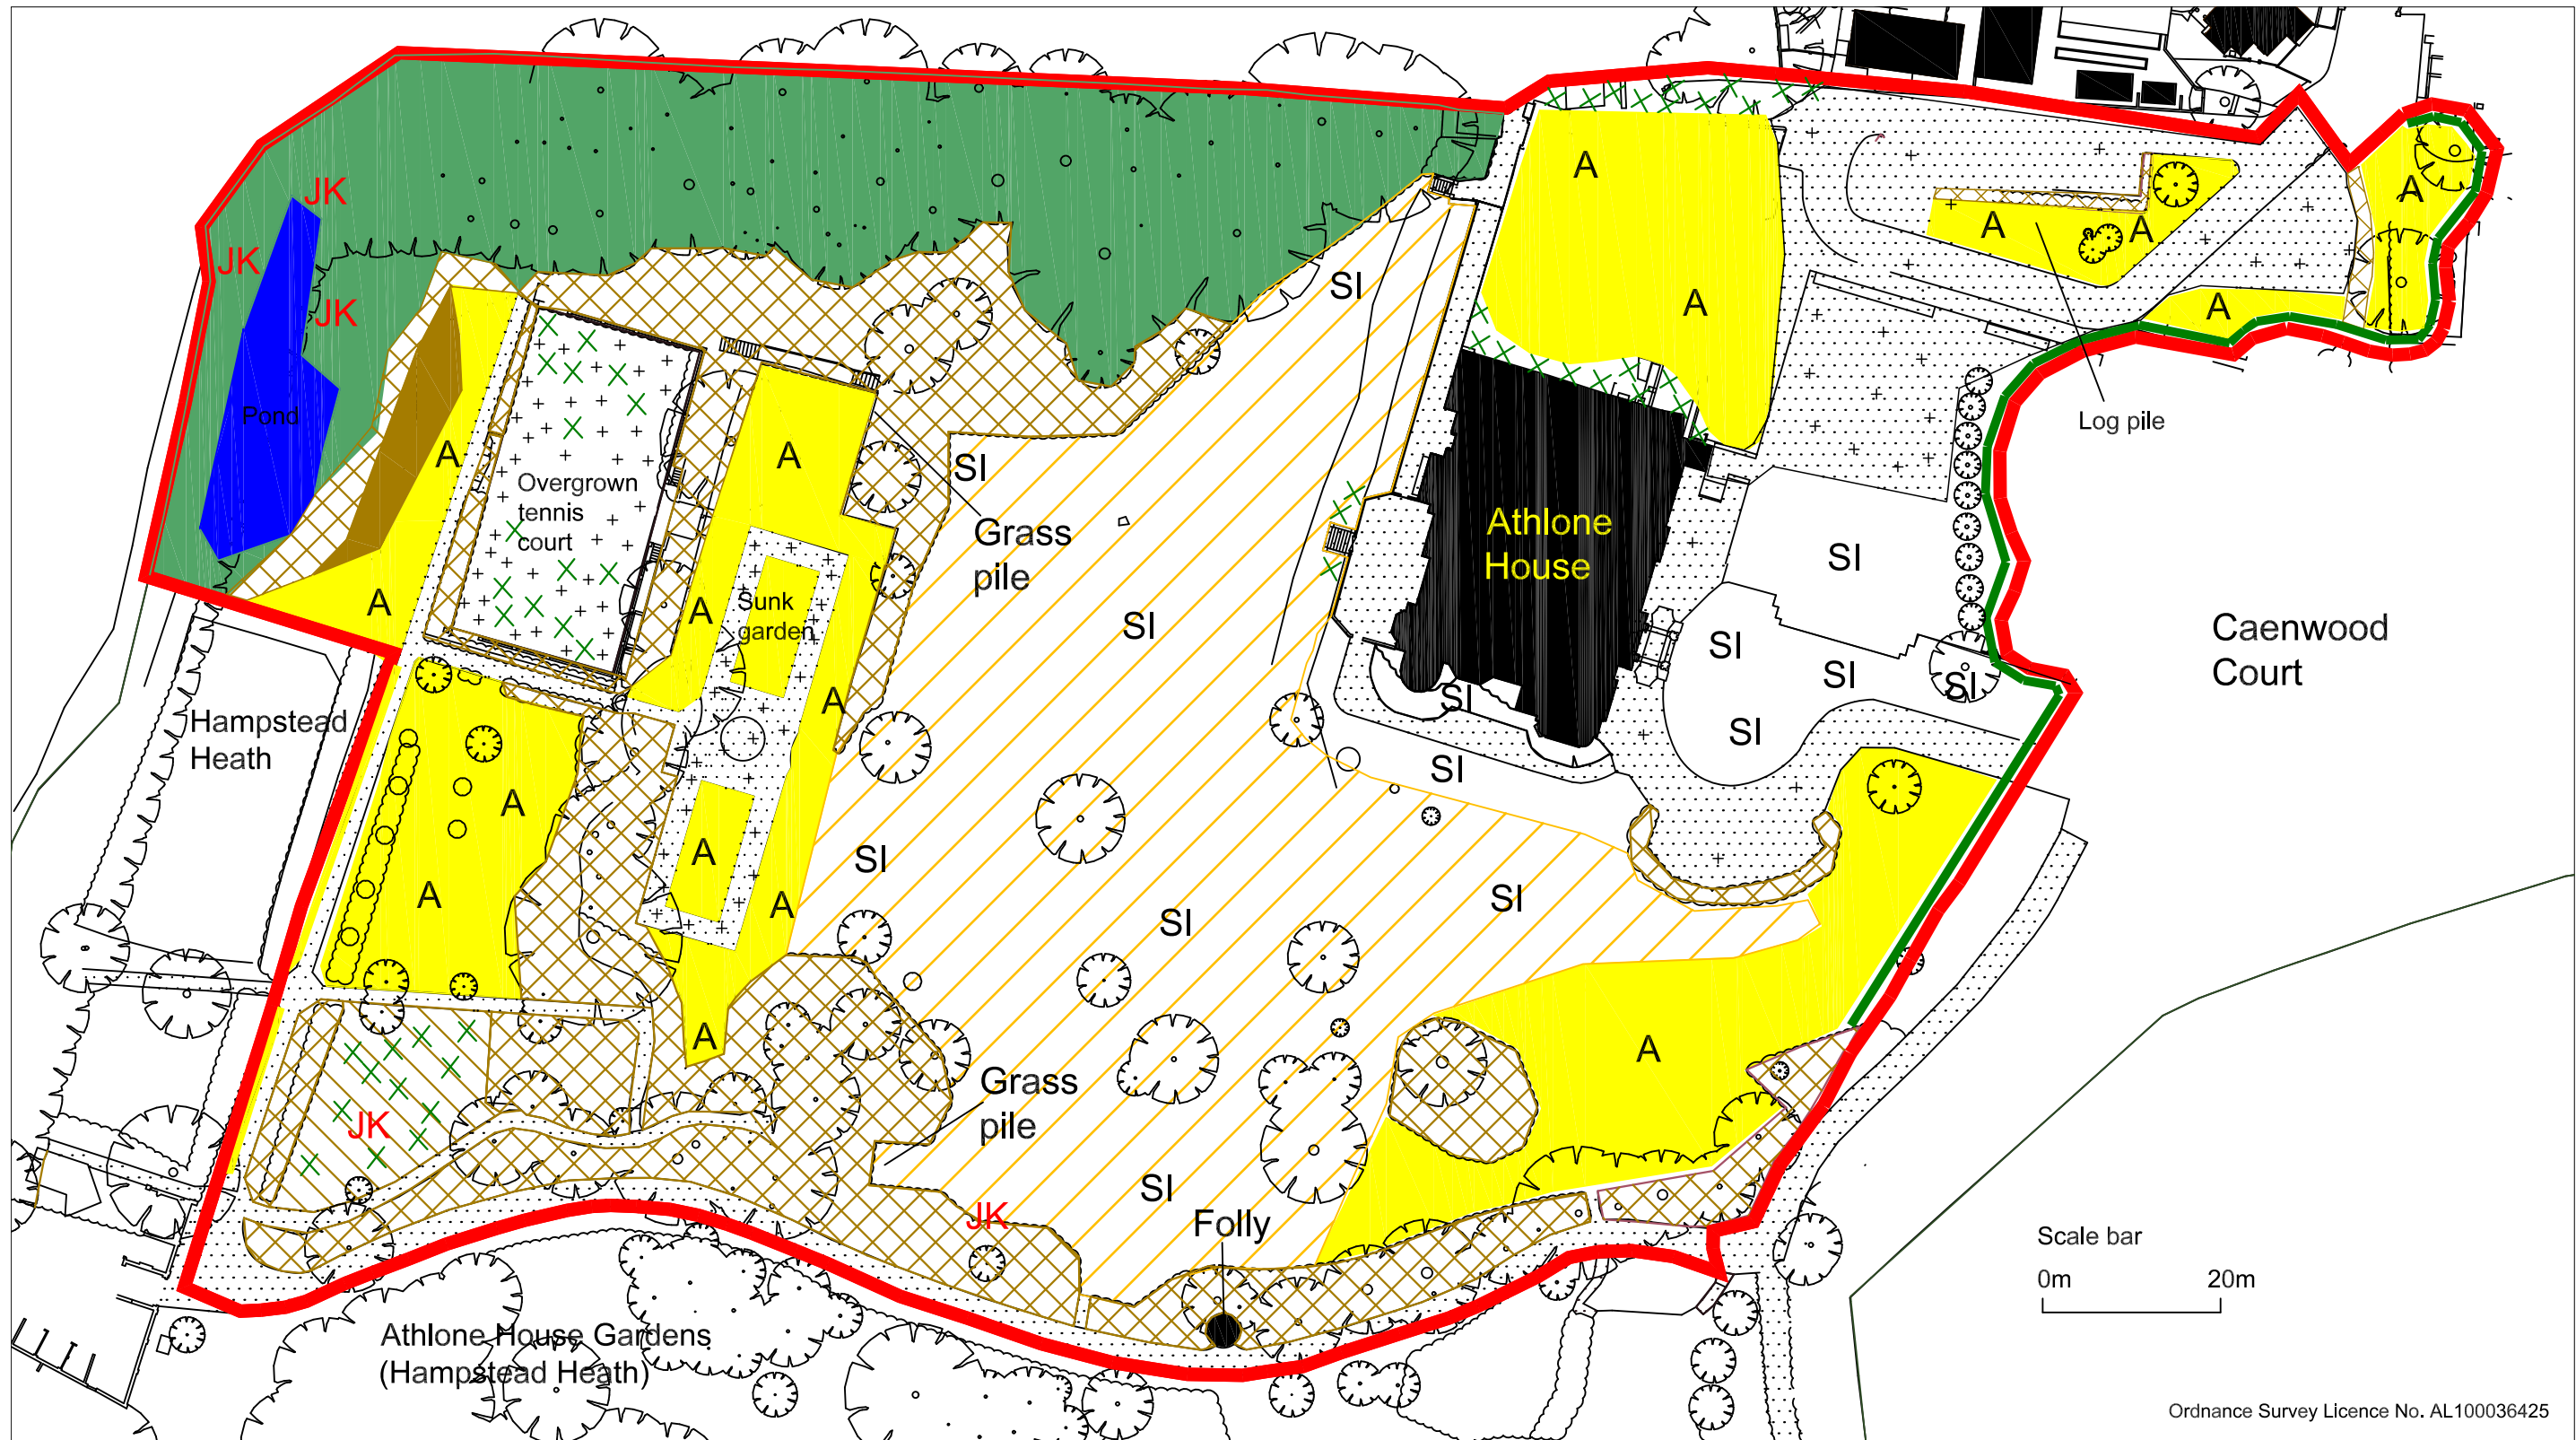 JK
A
A
JK
A
A
A
JK
SI
A
A
Pond
A
A
SI
Log pile
Overgrown
tennis
court
Grass
pile
Athlone
House
SI
A
A
Sunk
garden
SI
SI
Caenwood
Court
SI
SI
SI
A
SI
Hampstead
Heath
SI
SI
A
A
SI
A
A
SI
SI
A
A
Grass
pile
JK
SI
JK
Folly
Scale bar
0m 20m
Athlone House Gardens
(Hampstead Heath)
Ordnance Survey Licence No. AL100036425